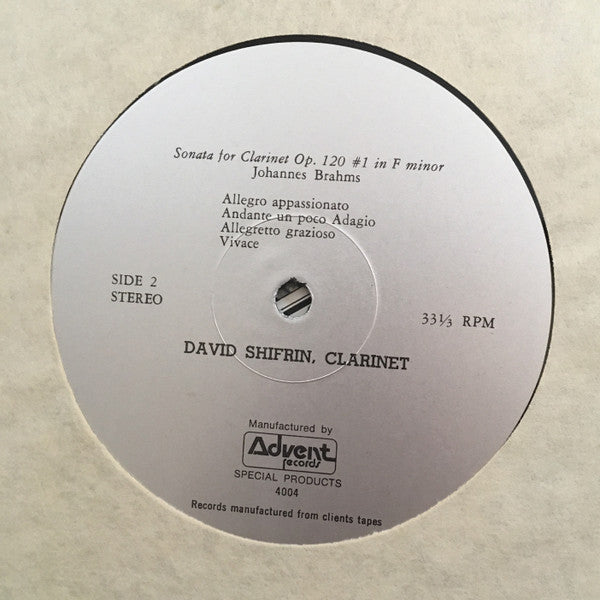 Sonata for Clarinet Op. 120 #1 in F minor
Johannes Brahms
Allegro appassionato
Andante un poco Adagio
Allegretto grazioso
Vivace
SIDE 2
STEREO
33⅓ RPM
DAVID SHIFRIN, CLARINET
Manufactured by
Advent
records
SPECIAL PRODUCTS
4004
Records manufactured from clients tapes